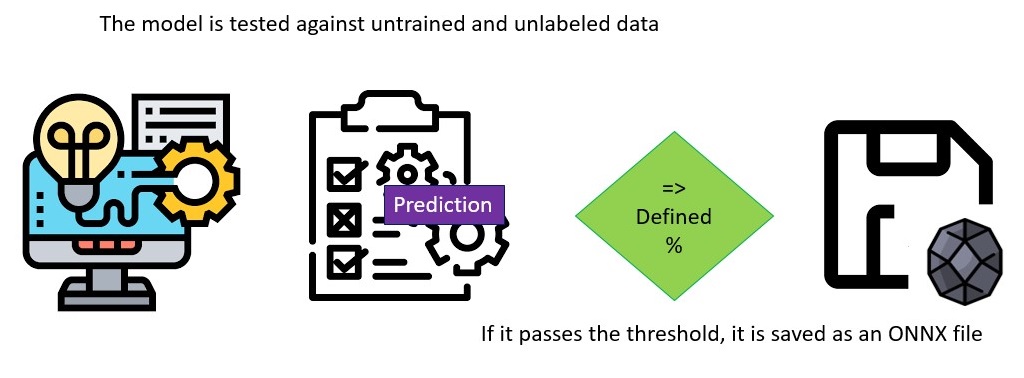 The model is tested against untrained and unlabeled data
Prediction
=>
Defined
%
If it passes the threshold, it is saved as an ONNX file